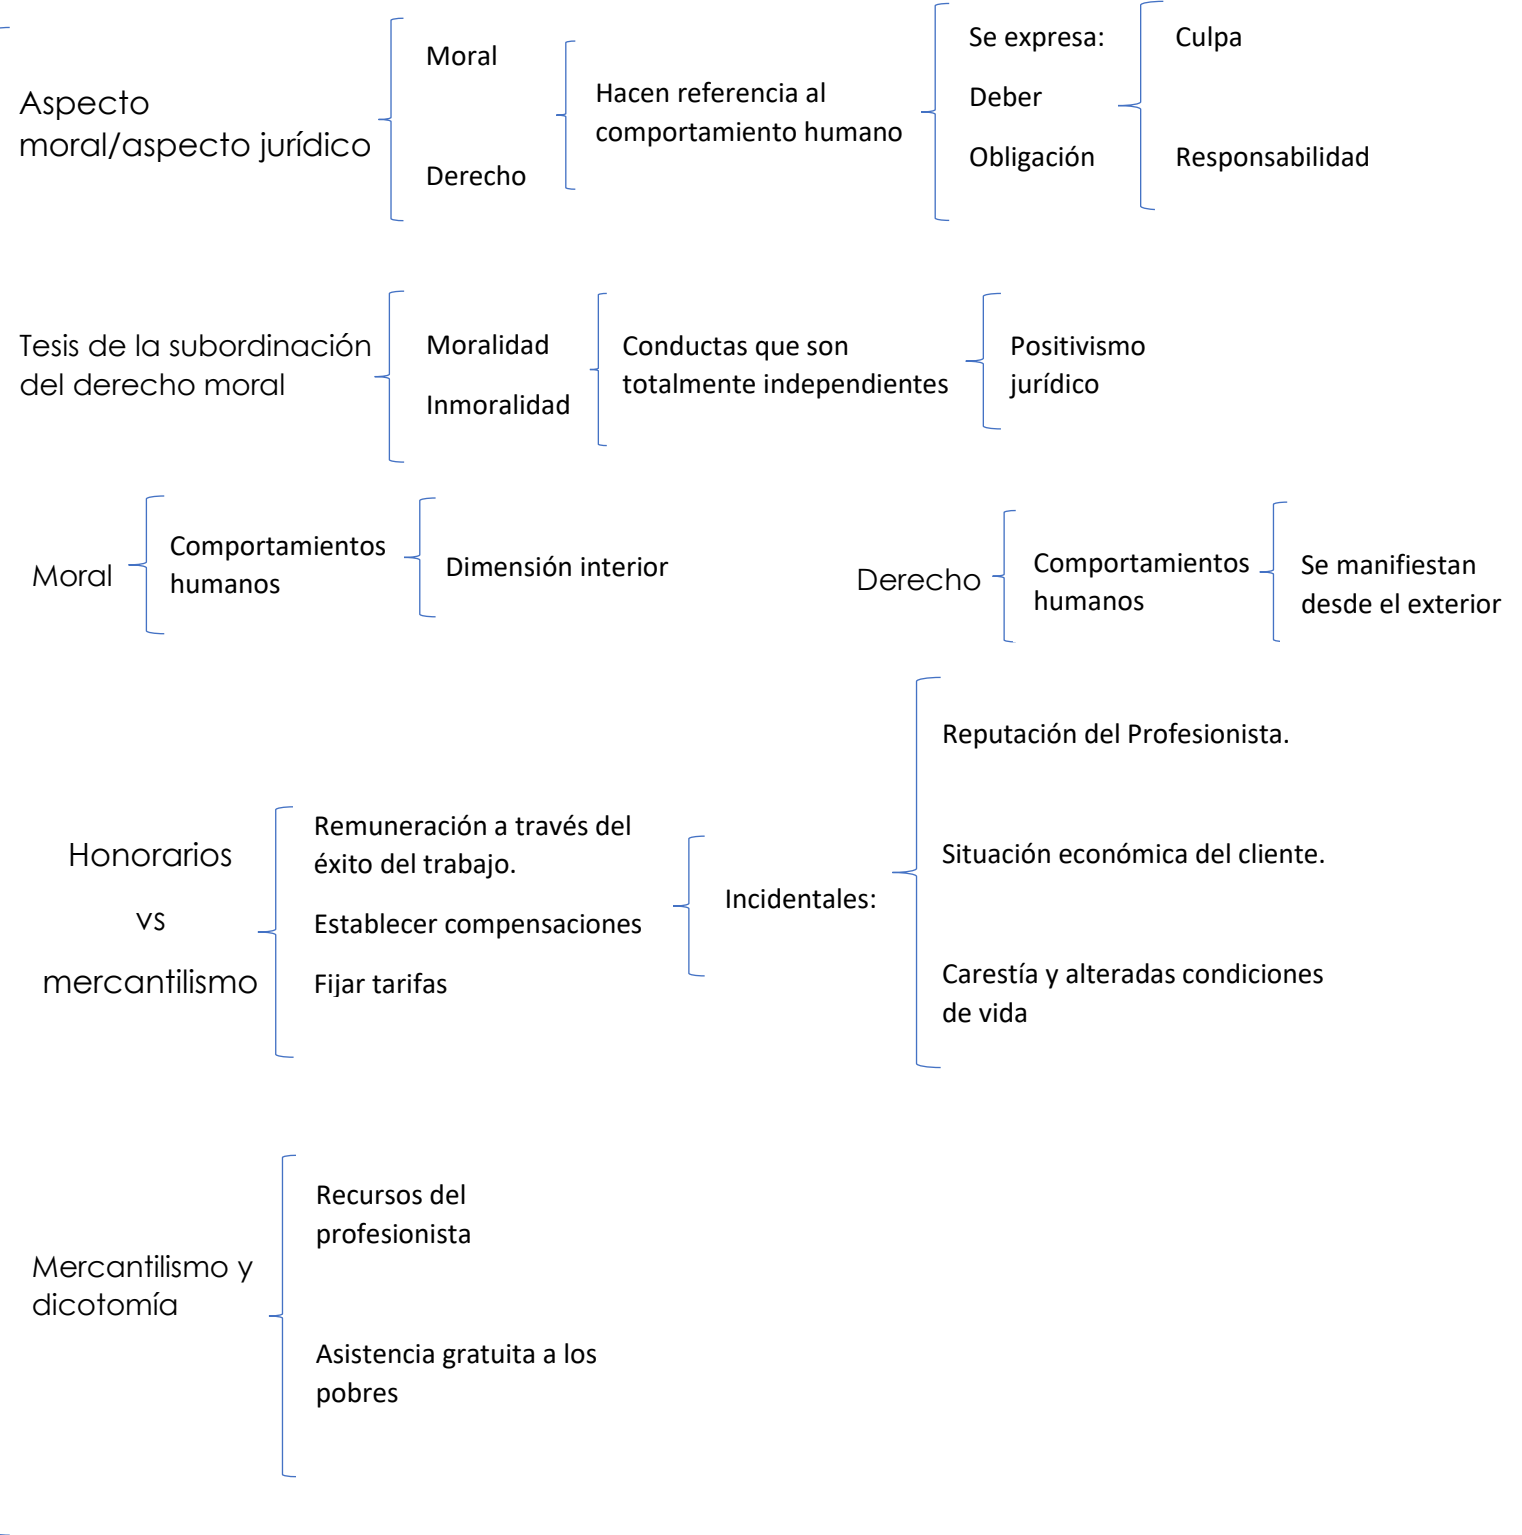 Aspecto
moral/aspecto jurídico
Moral
Derecho
Hacen referencia al
comportamiento humano
Se expresa:
Deber
Obligación
Culpa
Responsabilidad
Tesis de la subordinación
del derecho moral
Moralidad
Inmoralidad
Conductas que son
totalmente independientes
Positivismo
jurídico
Moral
Comportamientos
humanos
Dimensión interior
Derecho
Comportamientos
humanos
Se manifiestan
desde el exterior
Honorarios
vs
mercantilismo
Remuneración a través del
éxito del trabajo.
Establecer compensaciones
Fijar tarifas
Incidentales:
Reputación del Profesionista.
Situación económica del cliente.
Carestía y alteradas condiciones
de vida
Mercantilismo y
dicotomía
Recursos del
profesionista
Asistencia gratuita a los
pobres